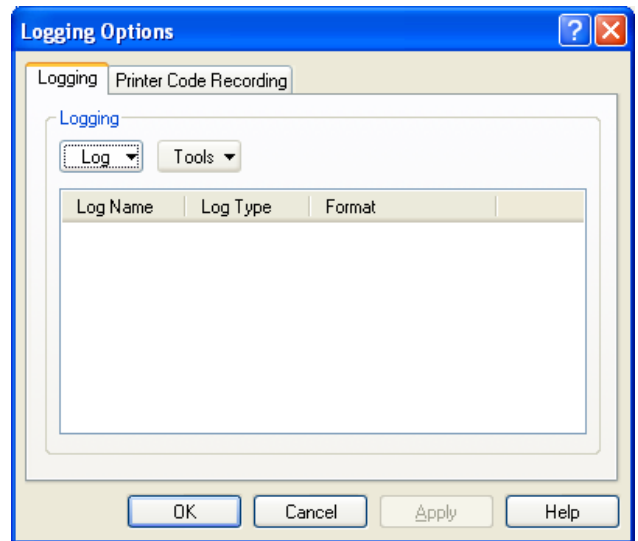 Logging Options
Logging Printer Code Recording
Logging
Log Tools
Log Name Log Type Format
OK Cancel Apply Help